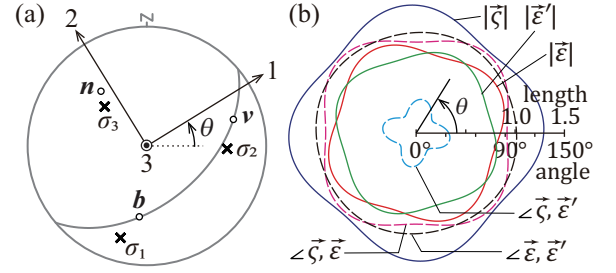 (a)
N
2
1
n
σ₃
θ
v
σ₂
3
b
σ₁
(b)
|ς⃗|
|ε⃗′|
|ε⃗|
θ
length
1.0 1.5
0° 90° 150°
angle
∠ς⃗, ε⃗′
∠ς⃗, ε⃗
∠ε⃗, ε⃗′